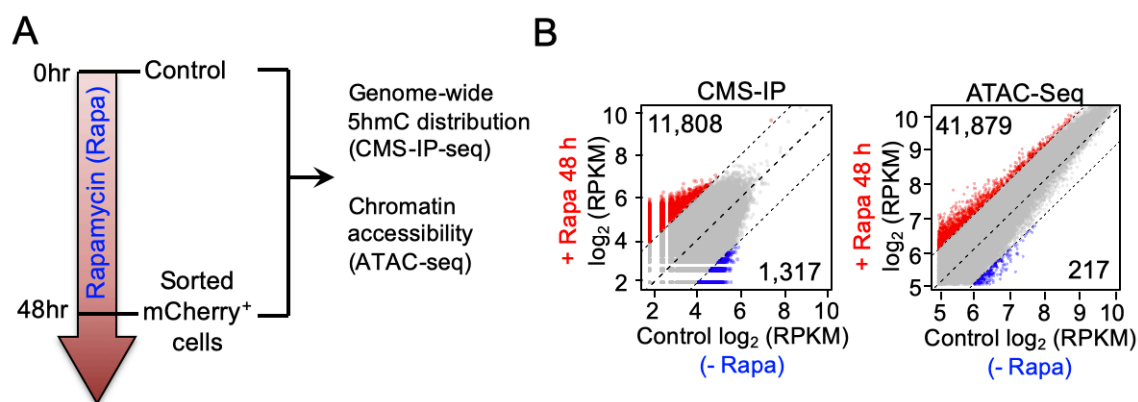 A
0hr
Control
Rapamycin (Rapa)
48hr
Sorted
mCherry⁺
cells
Genome-wide
5hmC distribution
(CMS-IP-seq)
Chromatin
accessibility
(ATAC-seq)
B
CMS-IP
+ Rapa 48 h
log₂ (RPKM)
10
8
6
4
2
11,808
1,317
2
4
6
8
10
Control log₂ (RPKM)
(- Rapa)
ATAC-Seq
+ Rapa 48 h
log₂ (RPKM)
10
9
8
7
6
5
41,879
217
5
6
7
8
9
10
Control log₂ (RPKM)
(- Rapa)